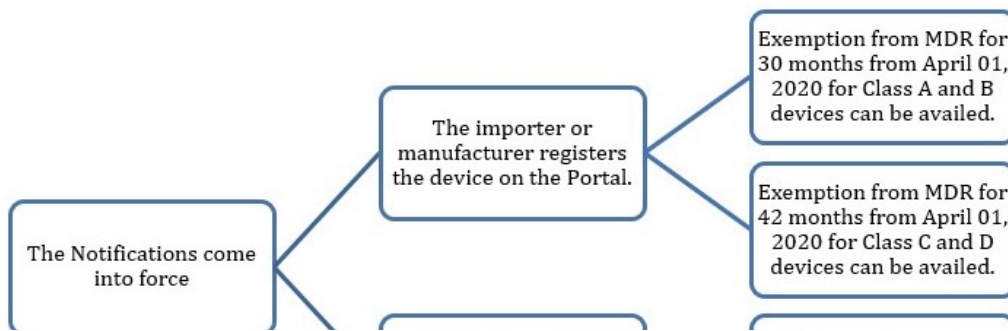 Exemption from MDR for
30 months from April 01,
2020 for Class A and B
devices can be availed.
The importer or
manufacturer registers
the device on the Portal.
Exemption from MDR for
42 months from April 01,
2020 for Class C and D
devices can be availed.
The Notifications come
into force